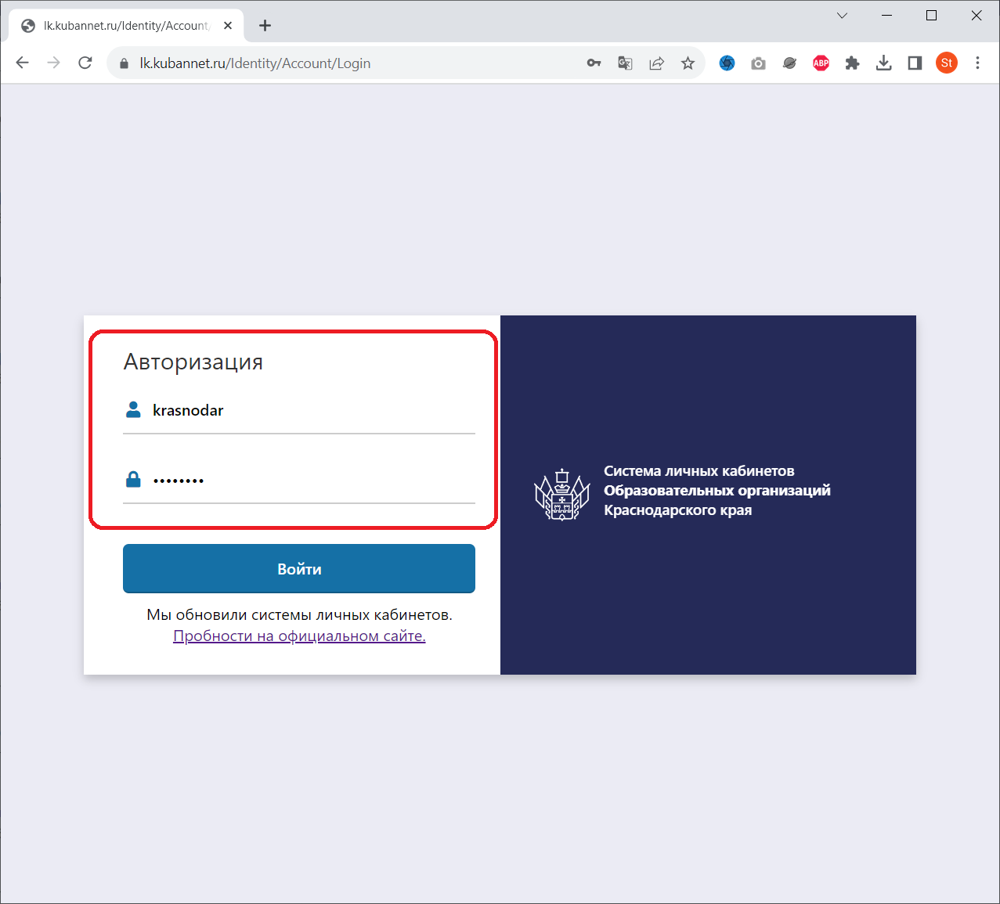 lk.kubannet.ru/Identity/Account/
lk.kubannet.ru/Identity/Account/Login
ABP
St
Авторизация
krasnodar
••••••••
Войти
Мы обновили системы личных кабинетов.
Пробности на официальном сайте.
Система личных кабинетов
Образовательных организаций
Краснодарского края